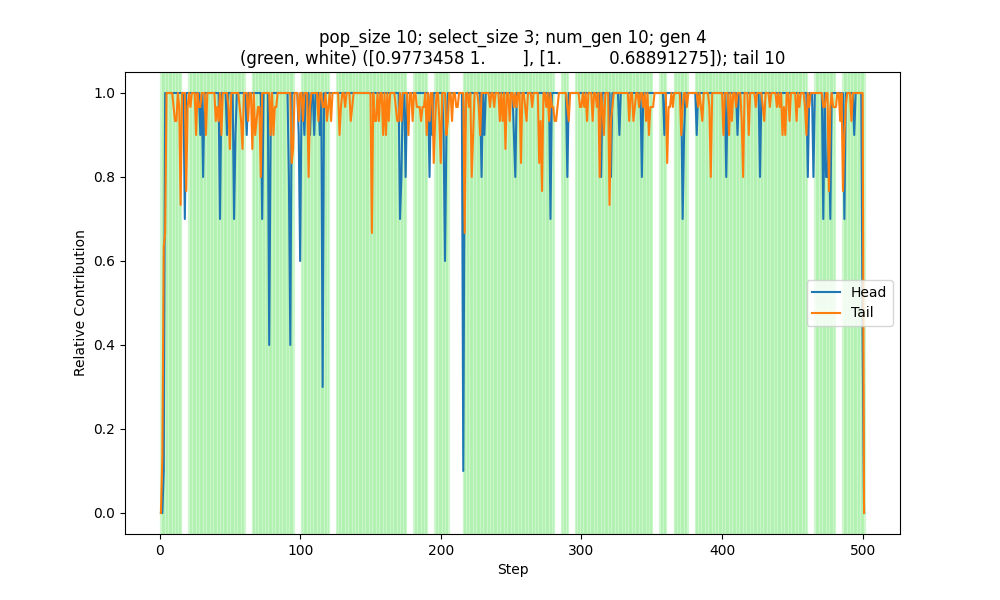 pop_size 10; select_size 3; num_gen 10; gen 4
(green, white) ([0.9773458 1.        ], [1.          0.68891275]); tail 10
1.0
0.8
0.6
0.4
0.2
0.0
Relative Contribution
Head
Tail
0
100
200
300
400
500
Step